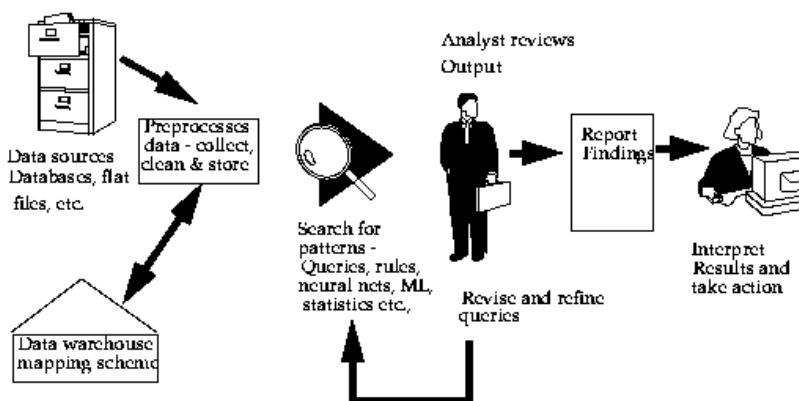 Data sources
Databases, flat
files, etc.
Preprocesses
data - collect,
clean & store
Data warehouse
mapping scheme
Search for
patterns -
Queries, rules,
neural nets, ML,
statistics etc.,
Analyst reviews
Output
Revise and refine
queries
Report
Findings
Interpret
Results and
take action